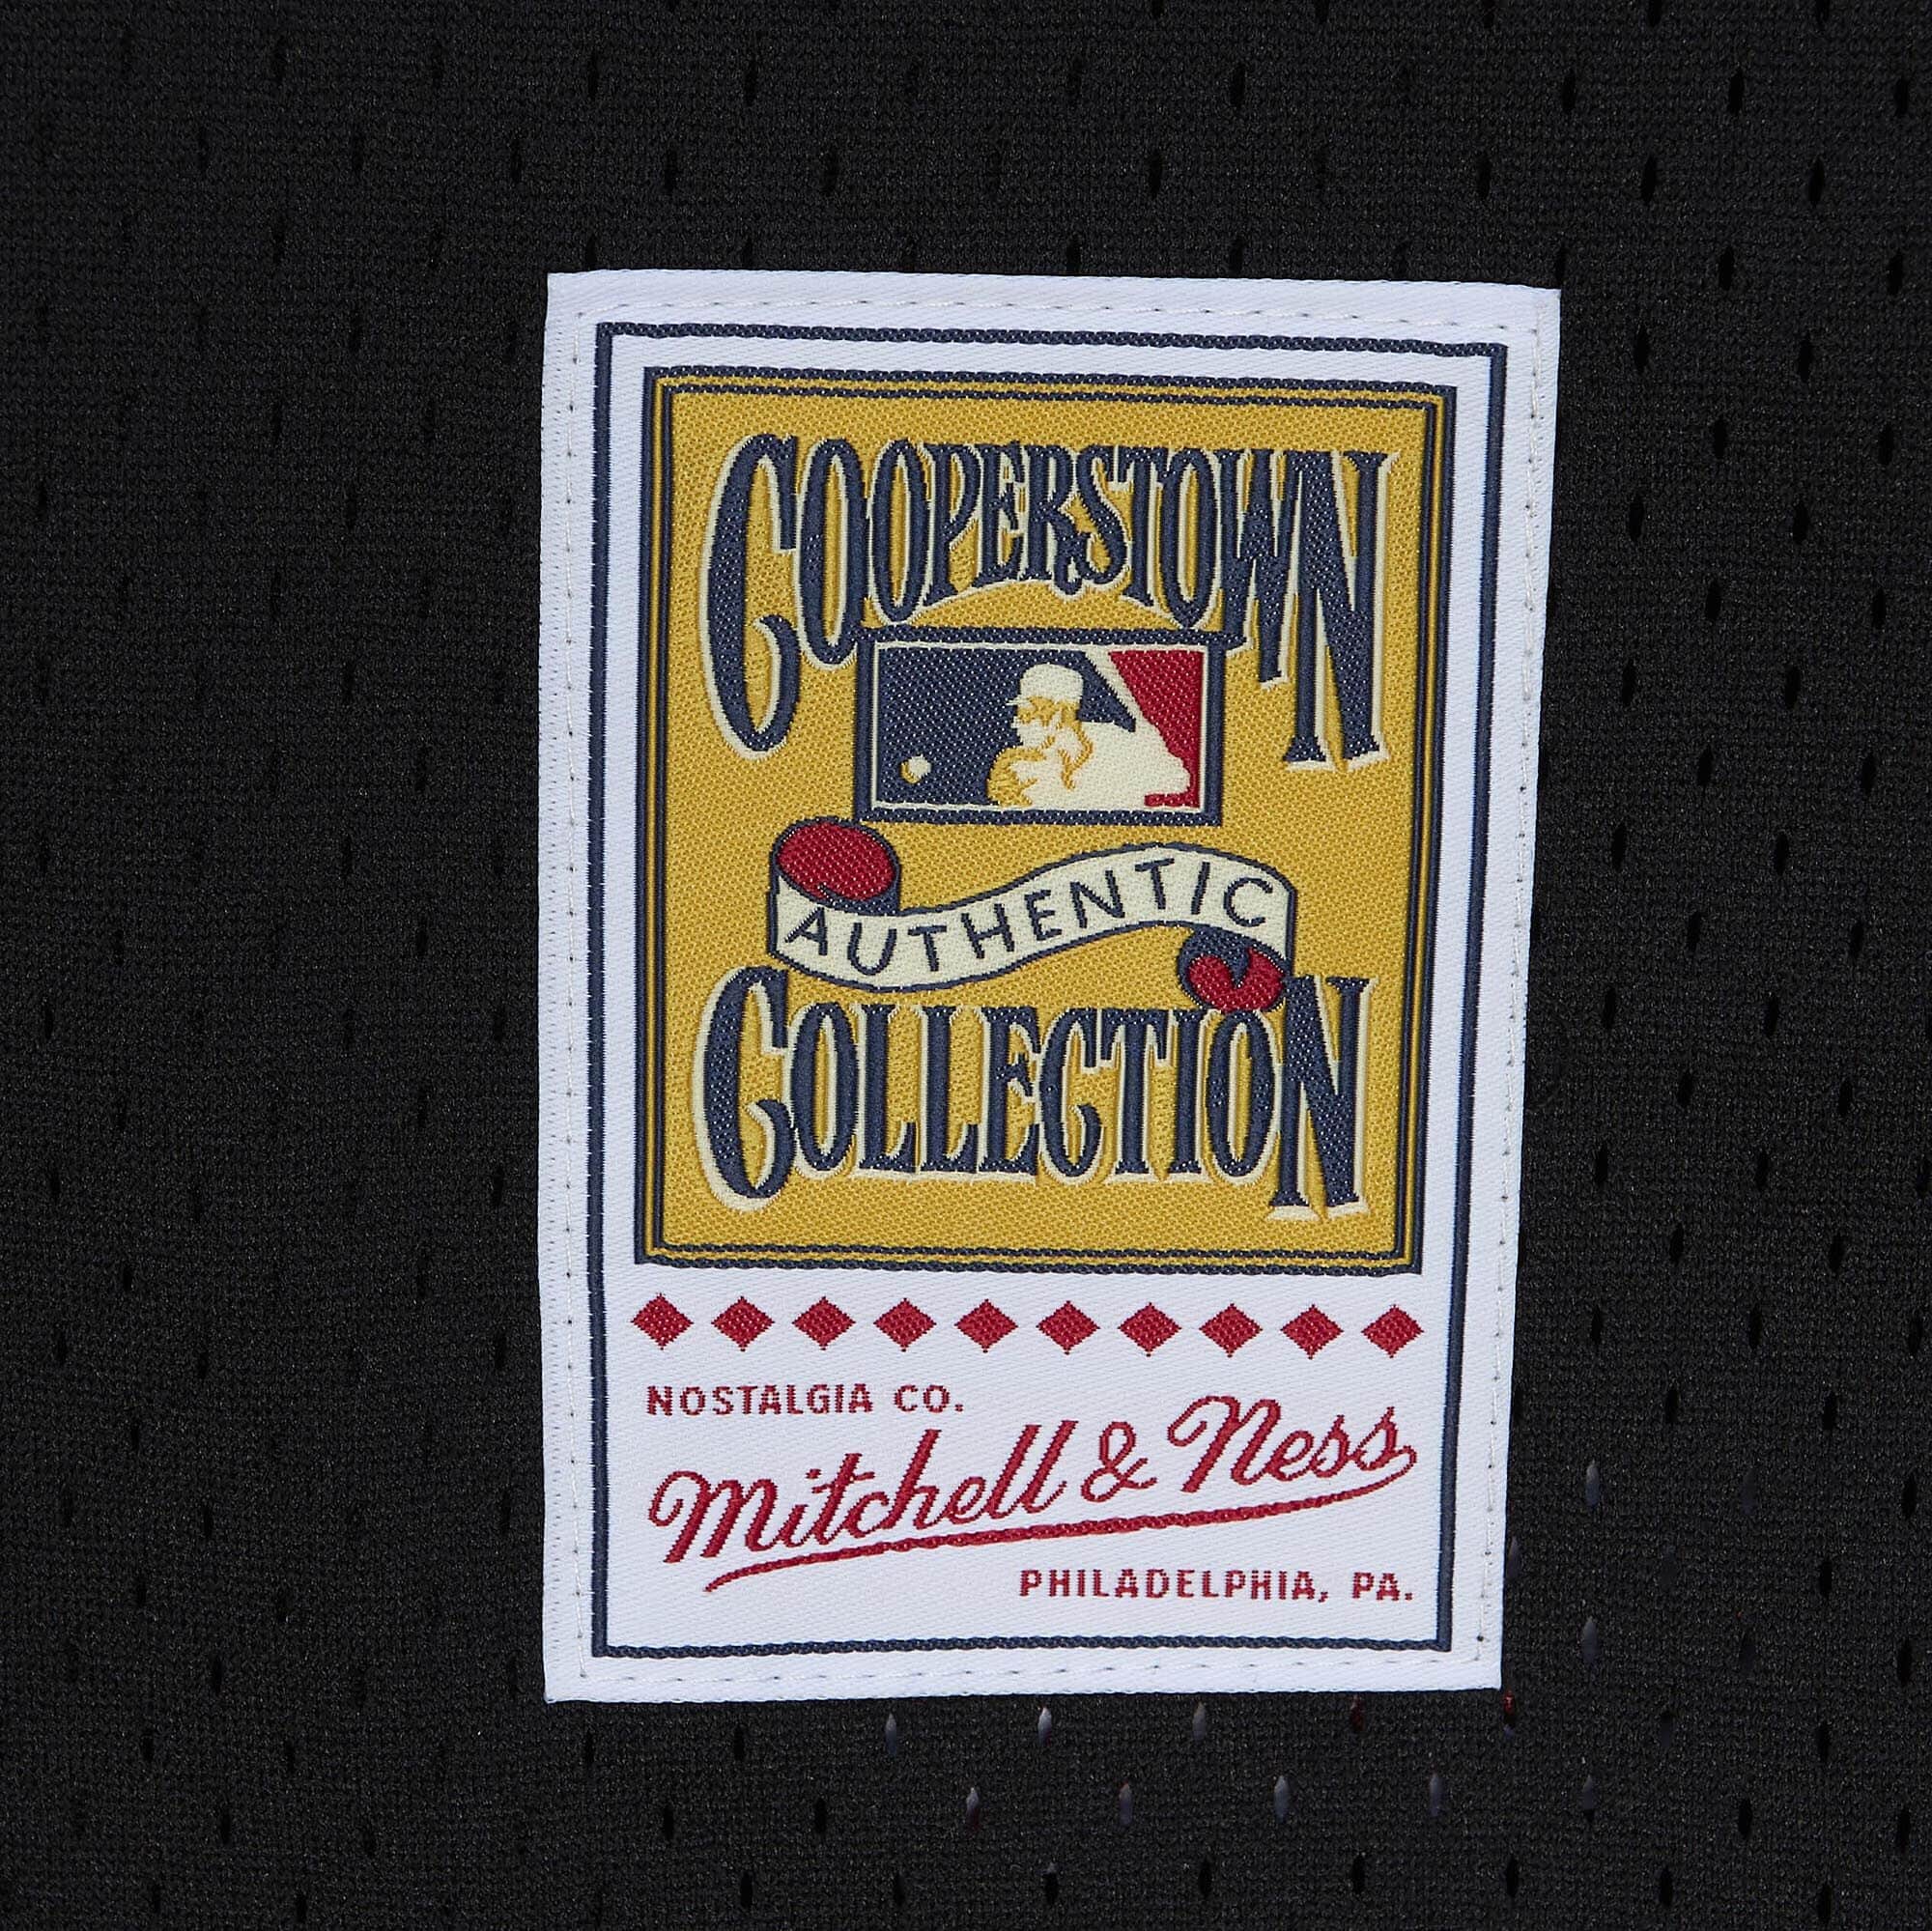 COOPERSTOWN
AUTHENTIC
COLLECTION
NOSTALGIA CO.
Mitchell & Ness
PHILADELPHIA, PA.